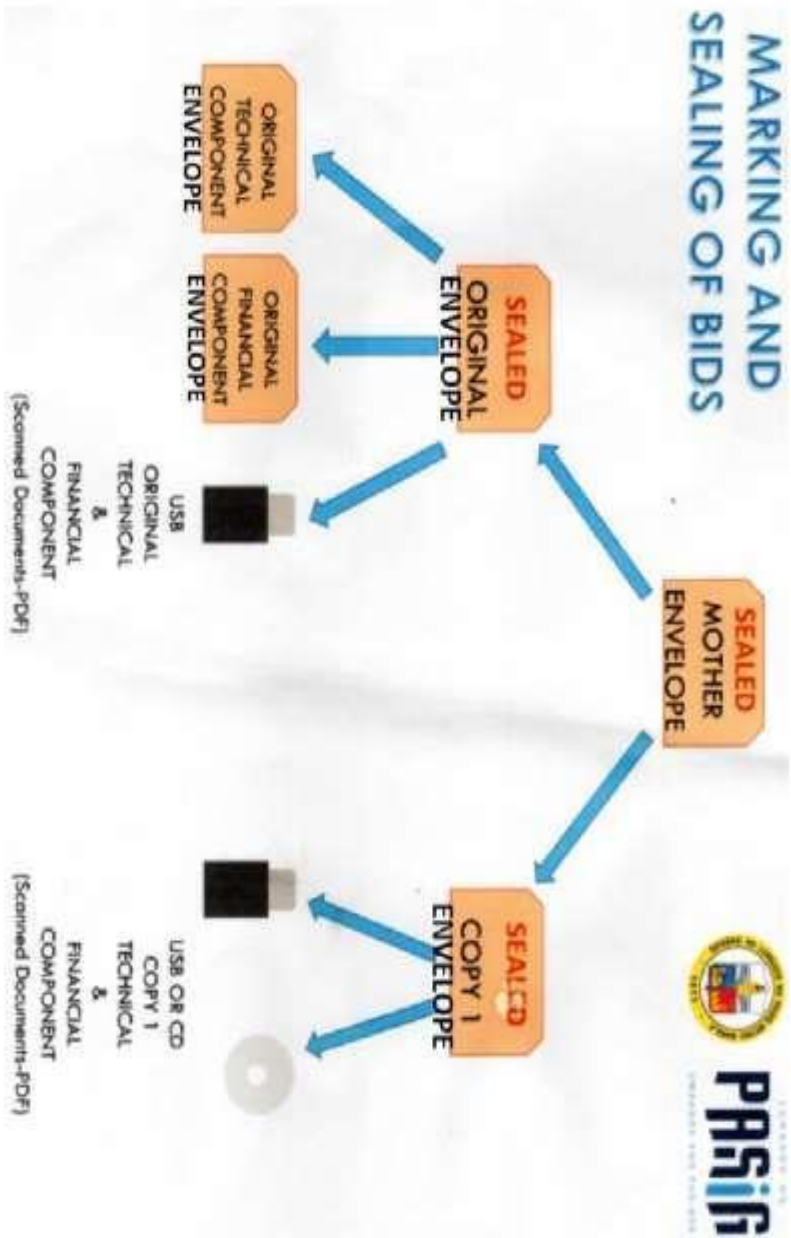 MARKING AND
SEALING OF BIDS
LUNGSOD NG
PASIG
SEALED
MOTHER
ENVELOPE
SEALED
ORIGINAL
ENVELOPE
SEALED
COPY 1
ENVELOPE
ORIGINAL
TECHNICAL
COMPONENT
ENVELOPE
ORIGINAL
FINANCIAL
COMPONENT
ENVELOPE
USB
ORIGINAL
TECHNICAL
&
FINANCIAL
COMPONENT
(Scanned Documents-PDF)
USB OR CD
COPY 1
TECHNICAL
&
FINANCIAL
COMPONENT
(Scanned Documents-PDF)